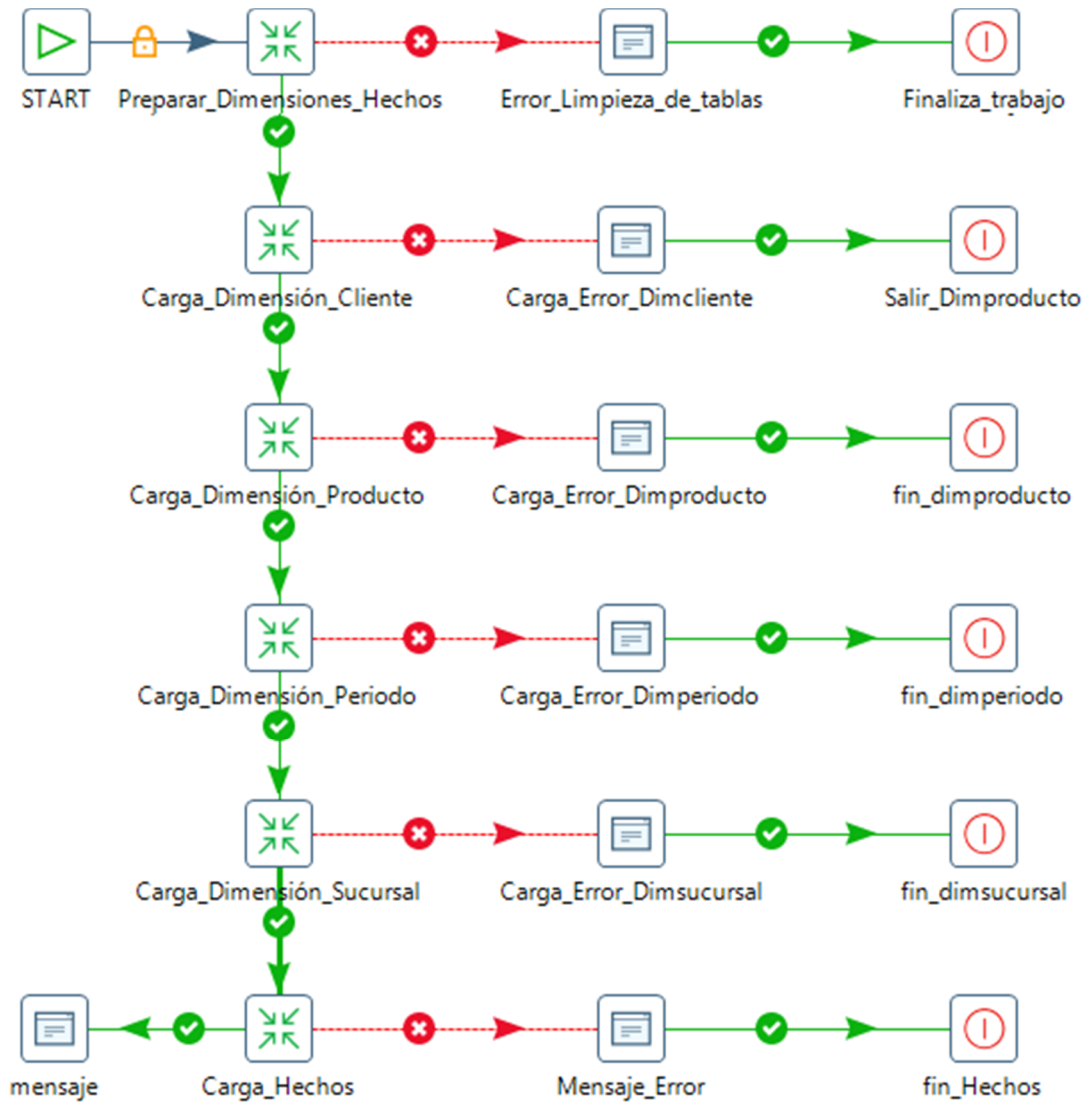 START
Preparar_Dimensiones_Hechos
Error_Limpieza_de_tablas
Finaliza_trabajo
Carga_Dimensión_Cliente
Carga_Error_Dimcliente
Salir_Dimproducto
Carga_Dimensión_Producto
Carga_Error_Dimproducto
fin_dimproducto
Carga_Dimensión_Periodo
Carga_Error_Dimperiodo
fin_dimperiodo
Carga_Dimensión_Sucursal
Carga_Error_Dimsucursal
fin_dimsucursal
mensaje
Carga_Hechos
Mensaje_Error
fin_Hechos